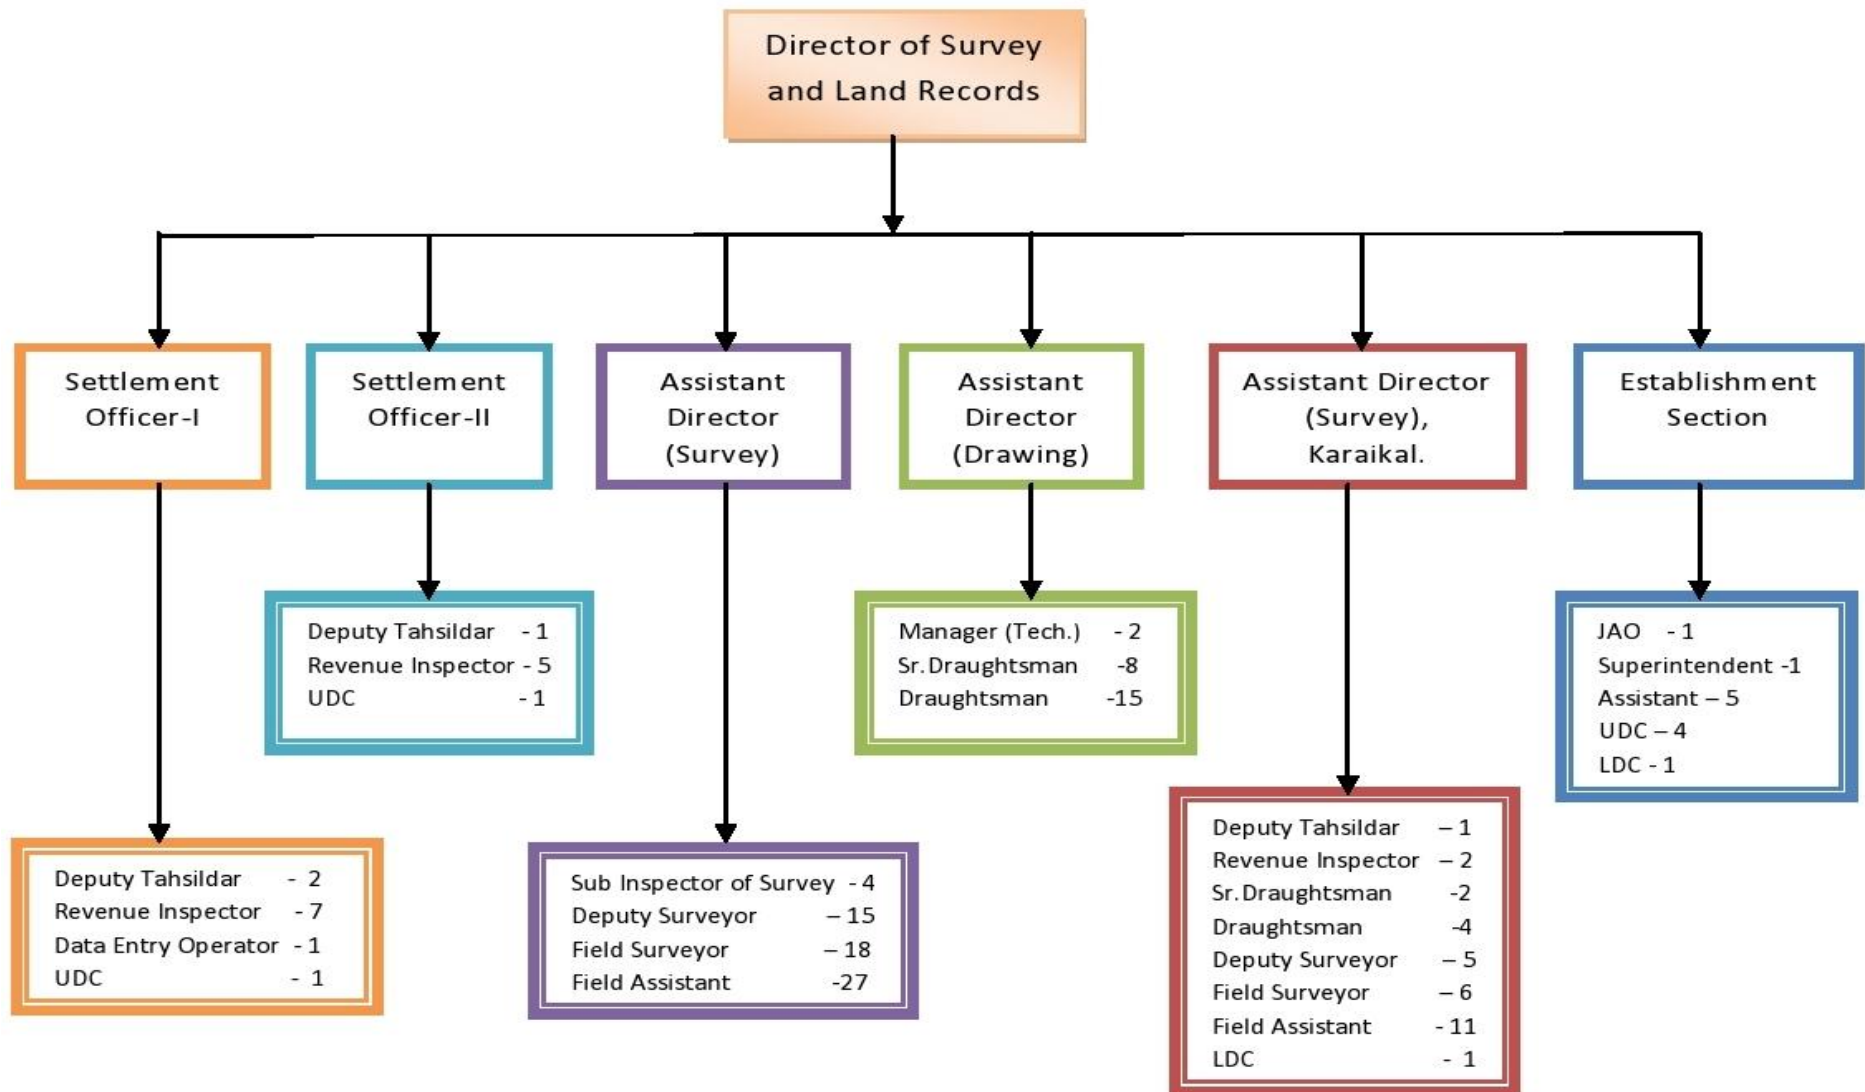 Director of Survey
and Land Records
Settlement
Officer-I
Settlement
Officer-II
Assistant
Director
(Survey)
Assistant
Director
(Drawing)
Assistant Director
(Survey),
Karaikal.
Establishment
Section
Deputy Tahsildar - 2
Revenue Inspector - 7
Data Entry Operator - 1
UDC - 1
Deputy Tahsildar - 1
Revenue Inspector - 5
UDC - 1
Sub Inspector of Survey - 4
Deputy Surveyor – 15
Field Surveyor – 18
Field Assistant -27
Manager (Tech.) - 2
Sr.Draughtsman -8
Draughtsman -15
Deputy Tahsildar – 1
Revenue Inspector – 2
Sr.Draughtsman -2
Draughtsman -4
Deputy Surveyor – 5
Field Surveyor – 6
Field Assistant - 11
LDC - 1
JAO - 1
Superintendent -1
Assistant – 5
UDC – 4
LDC - 1